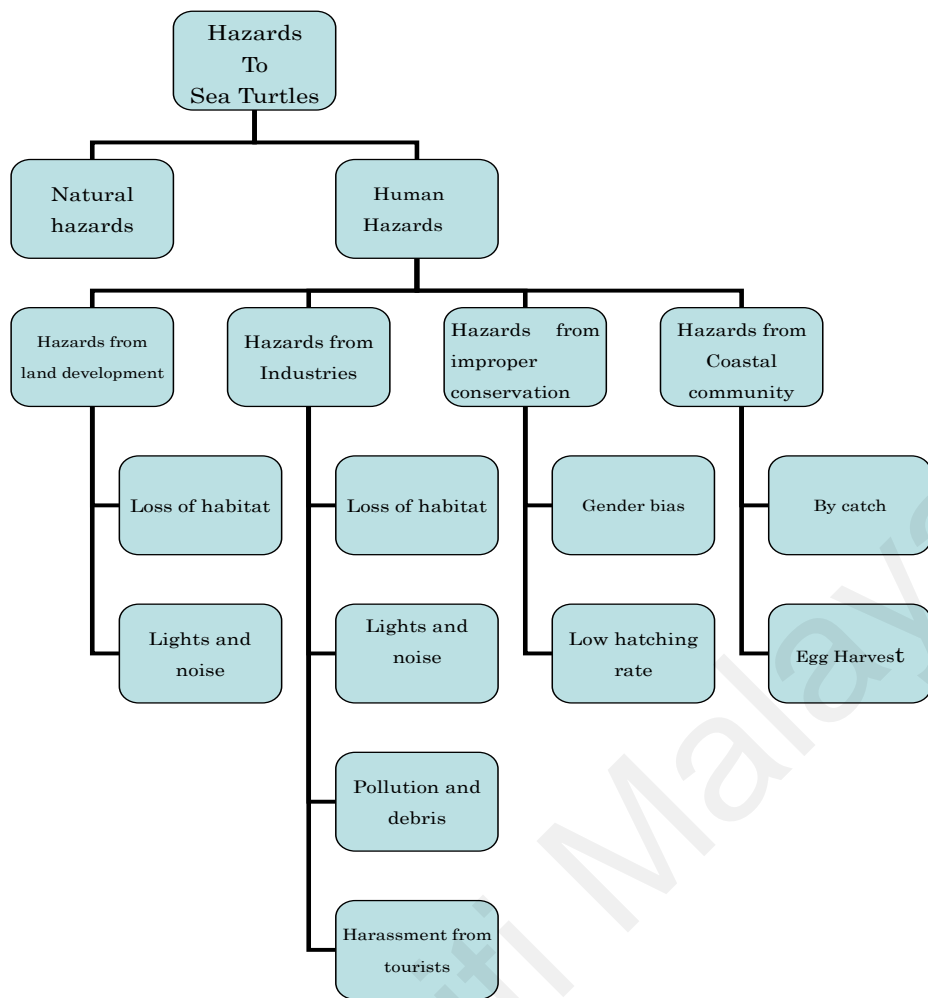 Hazards
To
Sea Turtles
Natural
hazards
Human
Hazards
Hazards from
land development
Hazards from
Industries
Hazards from
improper
conservation
Hazards from
Coastal
community
Loss of habitat
Loss of habitat
Gender bias
By catch
Lights and
noise
Lights and
noise
Low hatching
rate
Egg Harvest
Pollution and
debris
Harassment from
tourists
iti Malaya